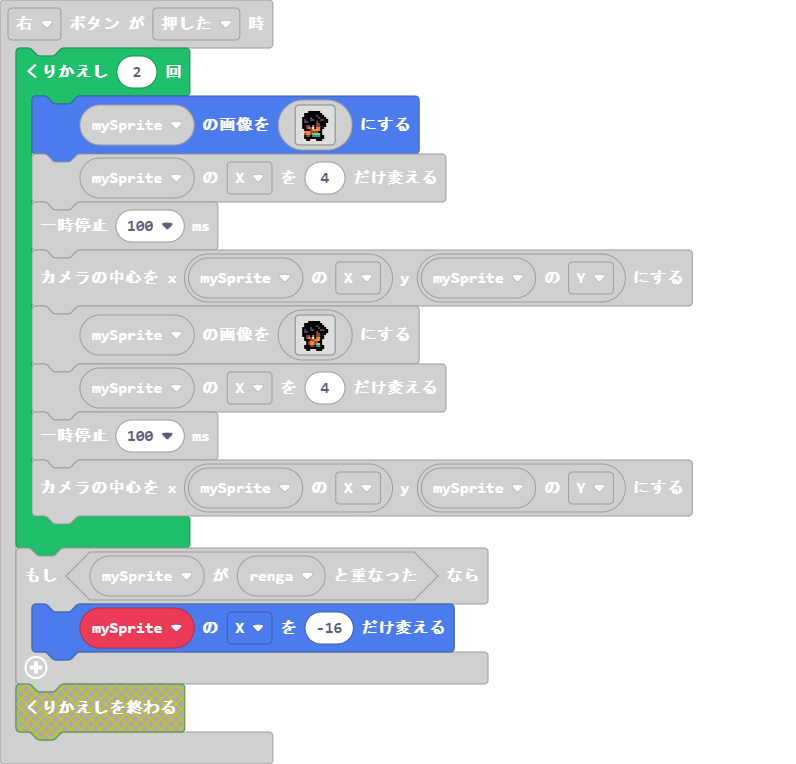 右 ボタン が 押した 時
くりかえし 2 回
mySprite の画像を にする
mySprite の X を 4 だけ変える
一時停止 100 ms
カメラの中心を x mySprite の X y mySprite の Y にする
mySprite の画像を にする
mySprite の X を 4 だけ変える
一時停止 100 ms
カメラの中心を x mySprite の X y mySprite の Y にする
もし mySprite が renga と重なった なら
mySprite の X を -16 だけ変える
くりかえしを終わる